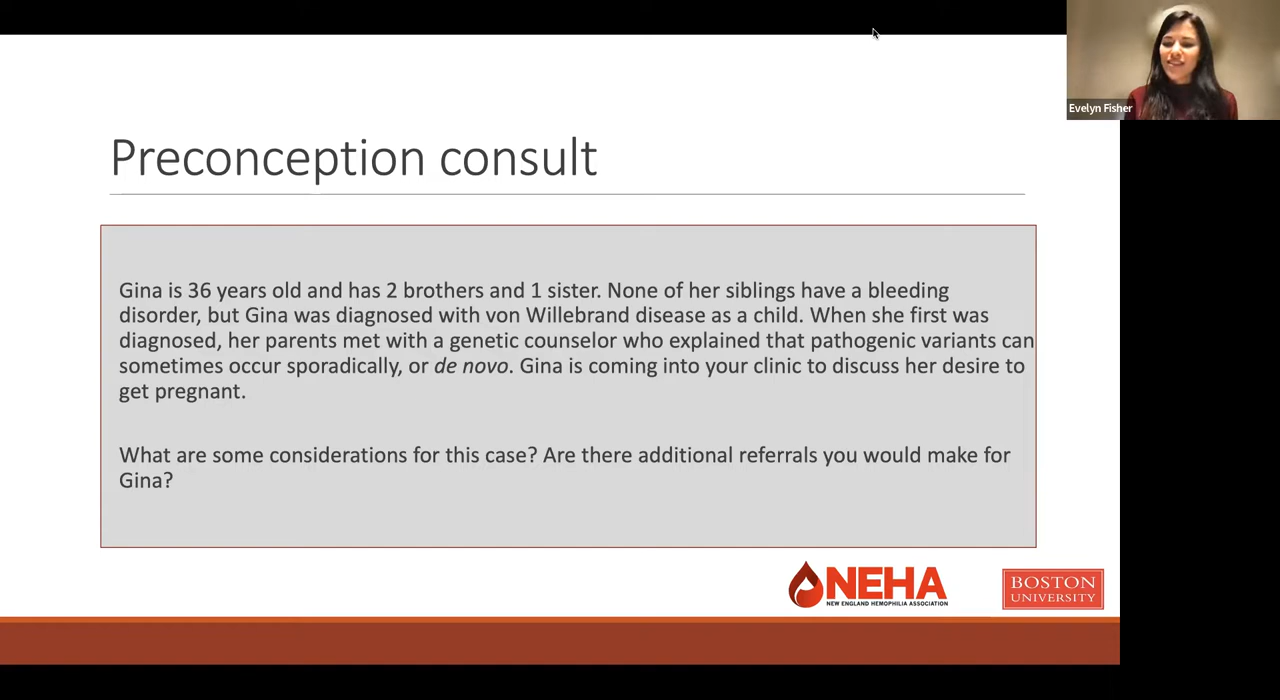 Evelyn Fisher
Preconception consult
Gina is 36 years old and has 2 brothers and 1 sister. None of her siblings have a bleeding
disorder, but Gina was diagnosed with von Willebrand disease as a child. When she first was
diagnosed, her parents met with a genetic counselor who explained that pathogenic variants can
sometimes occur sporadically, or de novo. Gina is coming into your clinic to discuss her desire to
get pregnant.
What are some considerations for this case? Are there additional referrals you would make for
Gina?
NEHA
NEW ENGLAND HEMOPHILIA ASSOCIATION
BOSTON
UNIVERSITY